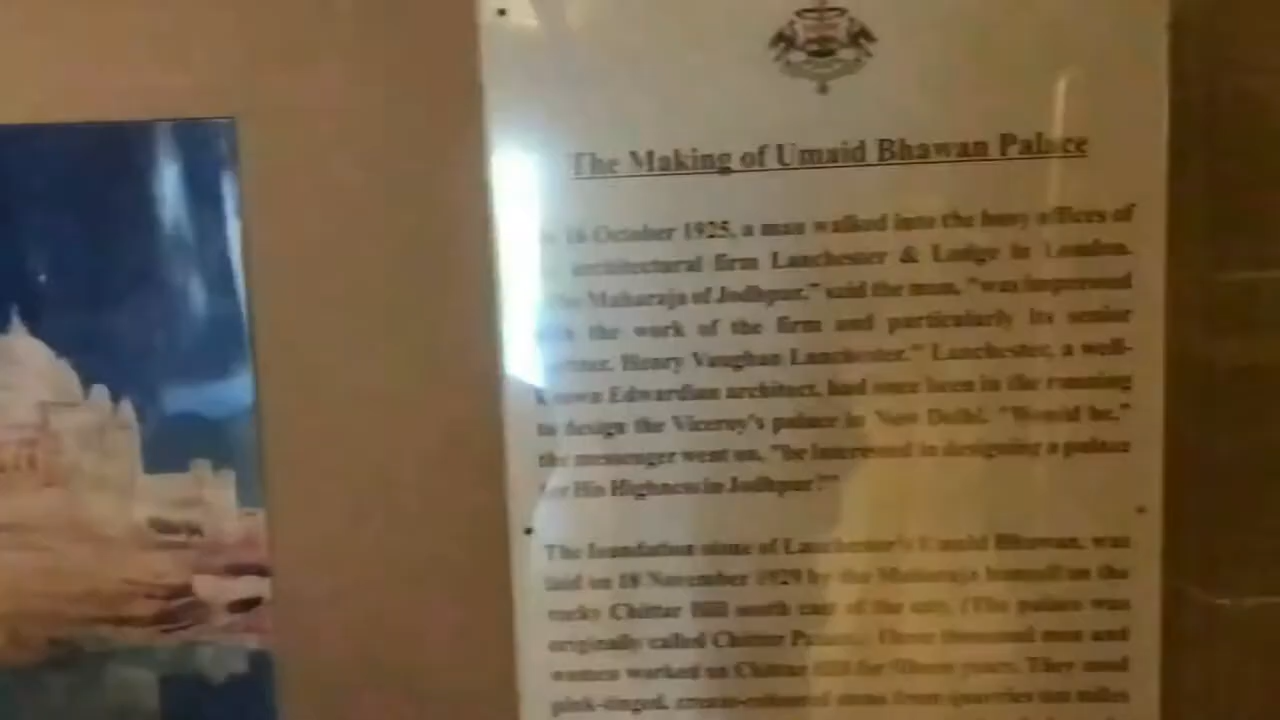 The Making of Umaid Bhawan Palace
16 October 1925, a man walked into the busy offices of
architectural firm Lanchester & Lodge in London.
Maharaja of Jodhpur," said the man, "was impressed
the work of the firm and particularly its senior
Henry Vaughan Lanchester." Lanchester, a well-
known Edwardian architect, had once been in the running
to design the Viceroy's palace in New Delhi. "Would he,"
the messenger went on, "be interested in designing a palace
for His Highness in Jodhpur?"
The foundation stone of Lanchester's Umaid Bhawan, was
laid on 18 November 1929 by the Maharaja himself on the
rocky Chittar Hill south east of the city. (The palace was
originally called Chittar Palace). Three thousand men and
women worked on Chittar Hill for fifteen years. They used
pink-tinged, cream-coloured stone from quarries ten miles